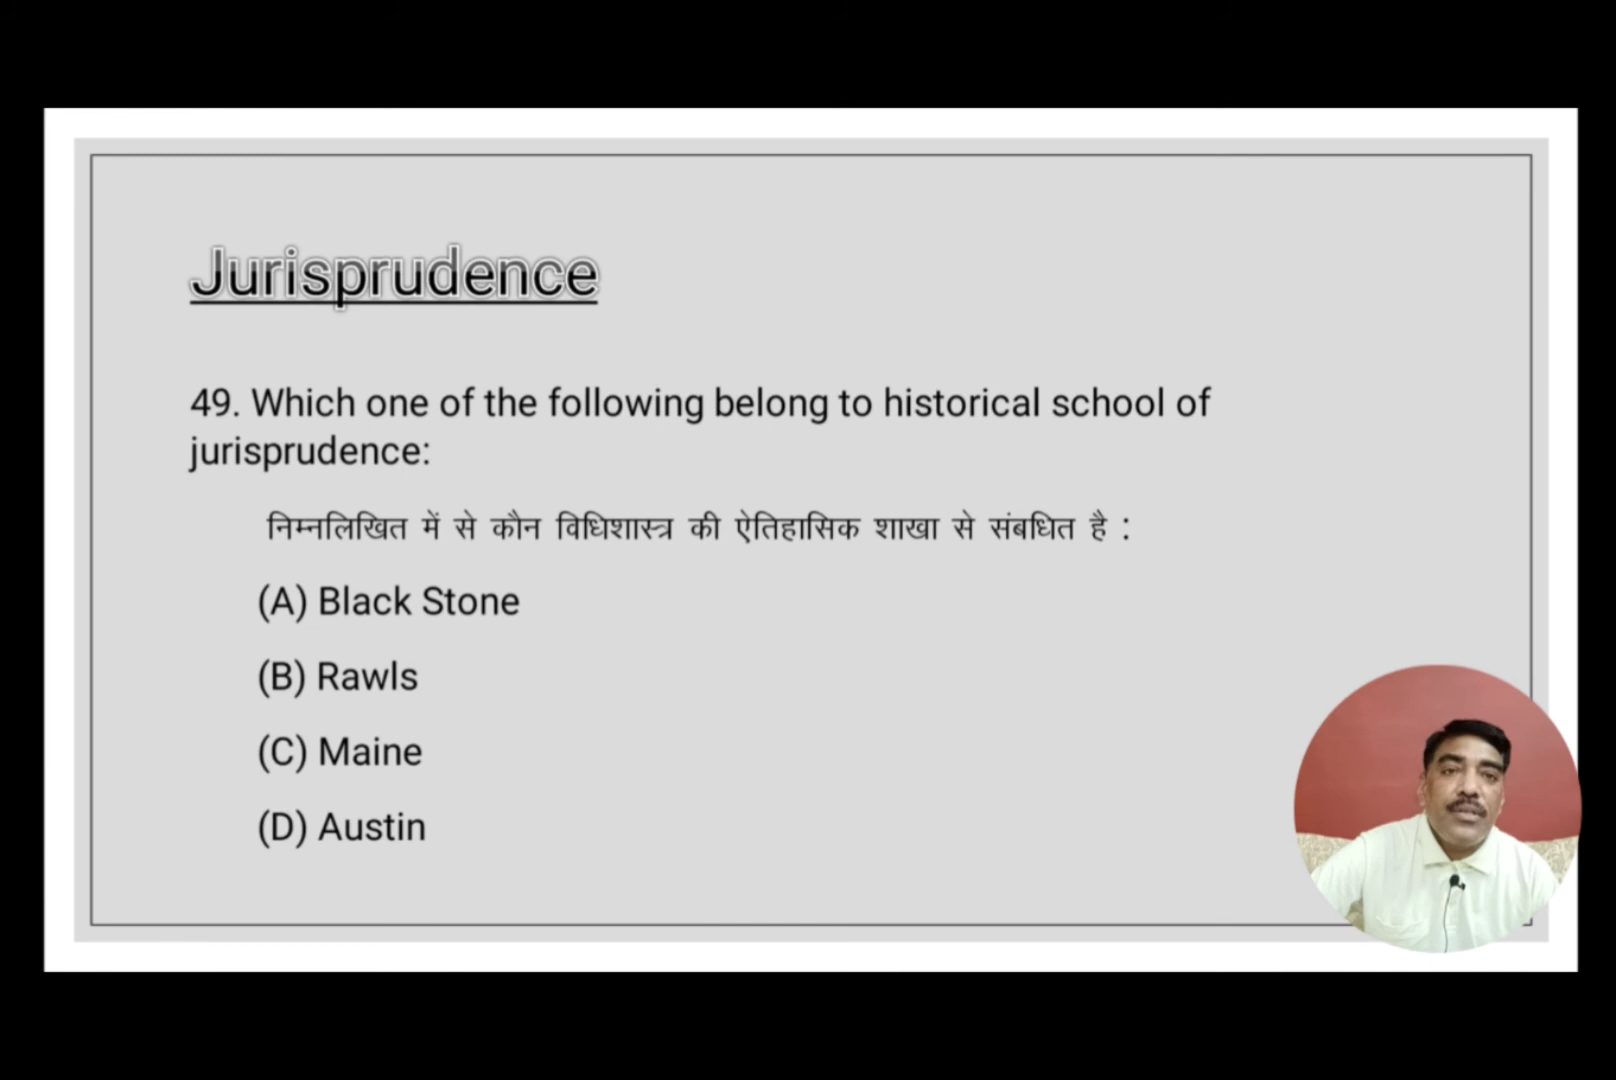 Jurisprudence
49. Which one of the following belong to historical school of
jurisprudence:
निम्नलिखित में से कौन विधिशास्त्र की ऐतिहासिक शाखा से संबधित है :
(A) Black Stone
(B) Rawls
(C) Maine
(D) Austin